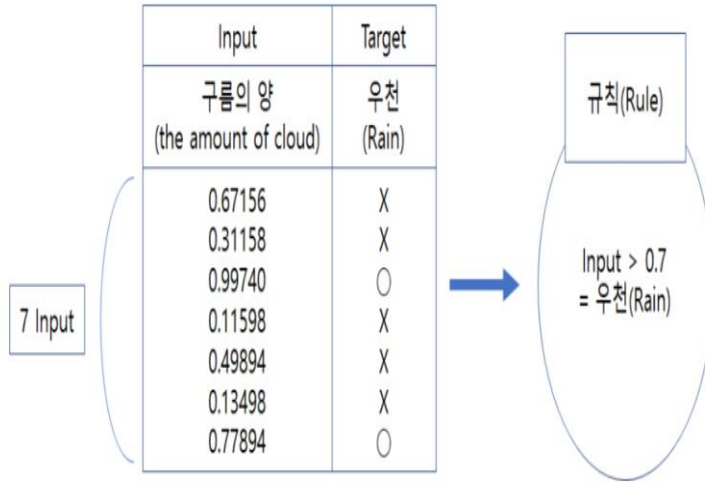 Input Target
구름의 양 우천
(the amount of cloud) (Rain)
0.67156 X
0.31158 X
0.99740 ○
0.11598 X
0.49894 X
0.13498 X
0.77894 ○
7 Input
규칙(Rule)
Input > 0.7
= 우천(Rain)